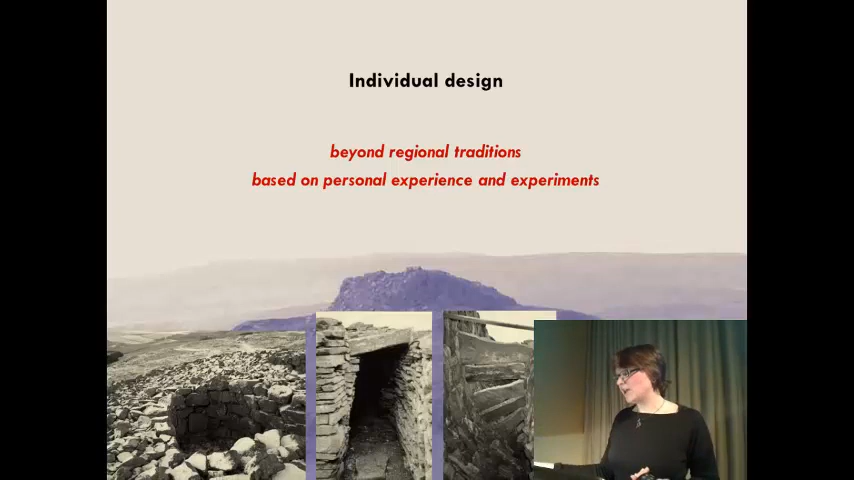 Individual design
beyond regional traditions
based on personal experience and experiments